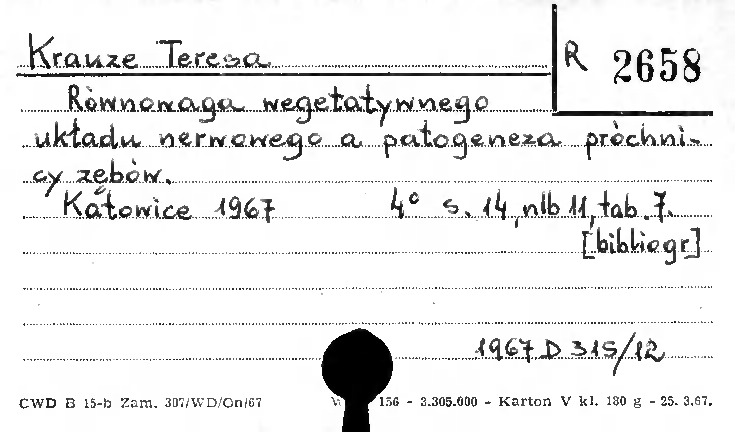 Krauze Teresa
R 2658
Równowaga wegetatywnego
układu nerwowego a patogeneza próchni-
cy zębów.
Katowice 1967 4° s. 14, nlb 11, tab. 7.
[bibliogr]
1967 D 315/12
CWD B 15-b Zam. 307/WD/On/67 156 - 3.305.000 - Karton V kl. 180 g - 25. 3.67.